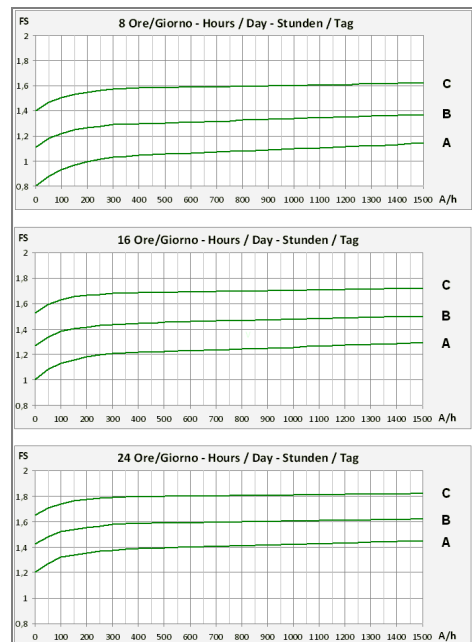 FS 8 Ore/Giorno - Hours / Day - Stunden / Tag
2
1,8
1,6
C
1,4
B
1,2
A
1
0,8
0 100 200 300 400 500 600 700 800 900 1000 1100 1200 1300 1400 1500 A/h
FS 16 Ore/Giorno - Hours / Day - Stunden / Tag
2
1,8
C
1,6
B
1,4
A
1,2
1
0,8
0 100 200 300 400 500 600 700 800 900 1000 1100 1200 1300 1400 1500 A/h
FS 24 Ore/Giorno - Hours / Day - Stunden / Tag
2
C
1,8
B
1,6
A
1,4
1,2
1
0,8
0 100 200 300 400 500 600 700 800 900 1000 1100 1200 1300 1400 1500 A/h